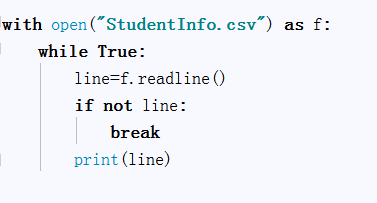 with open("StudentInfo.csv") as f:
    while True:
        line=f.readline()
        if not line:
            break
        print(line)